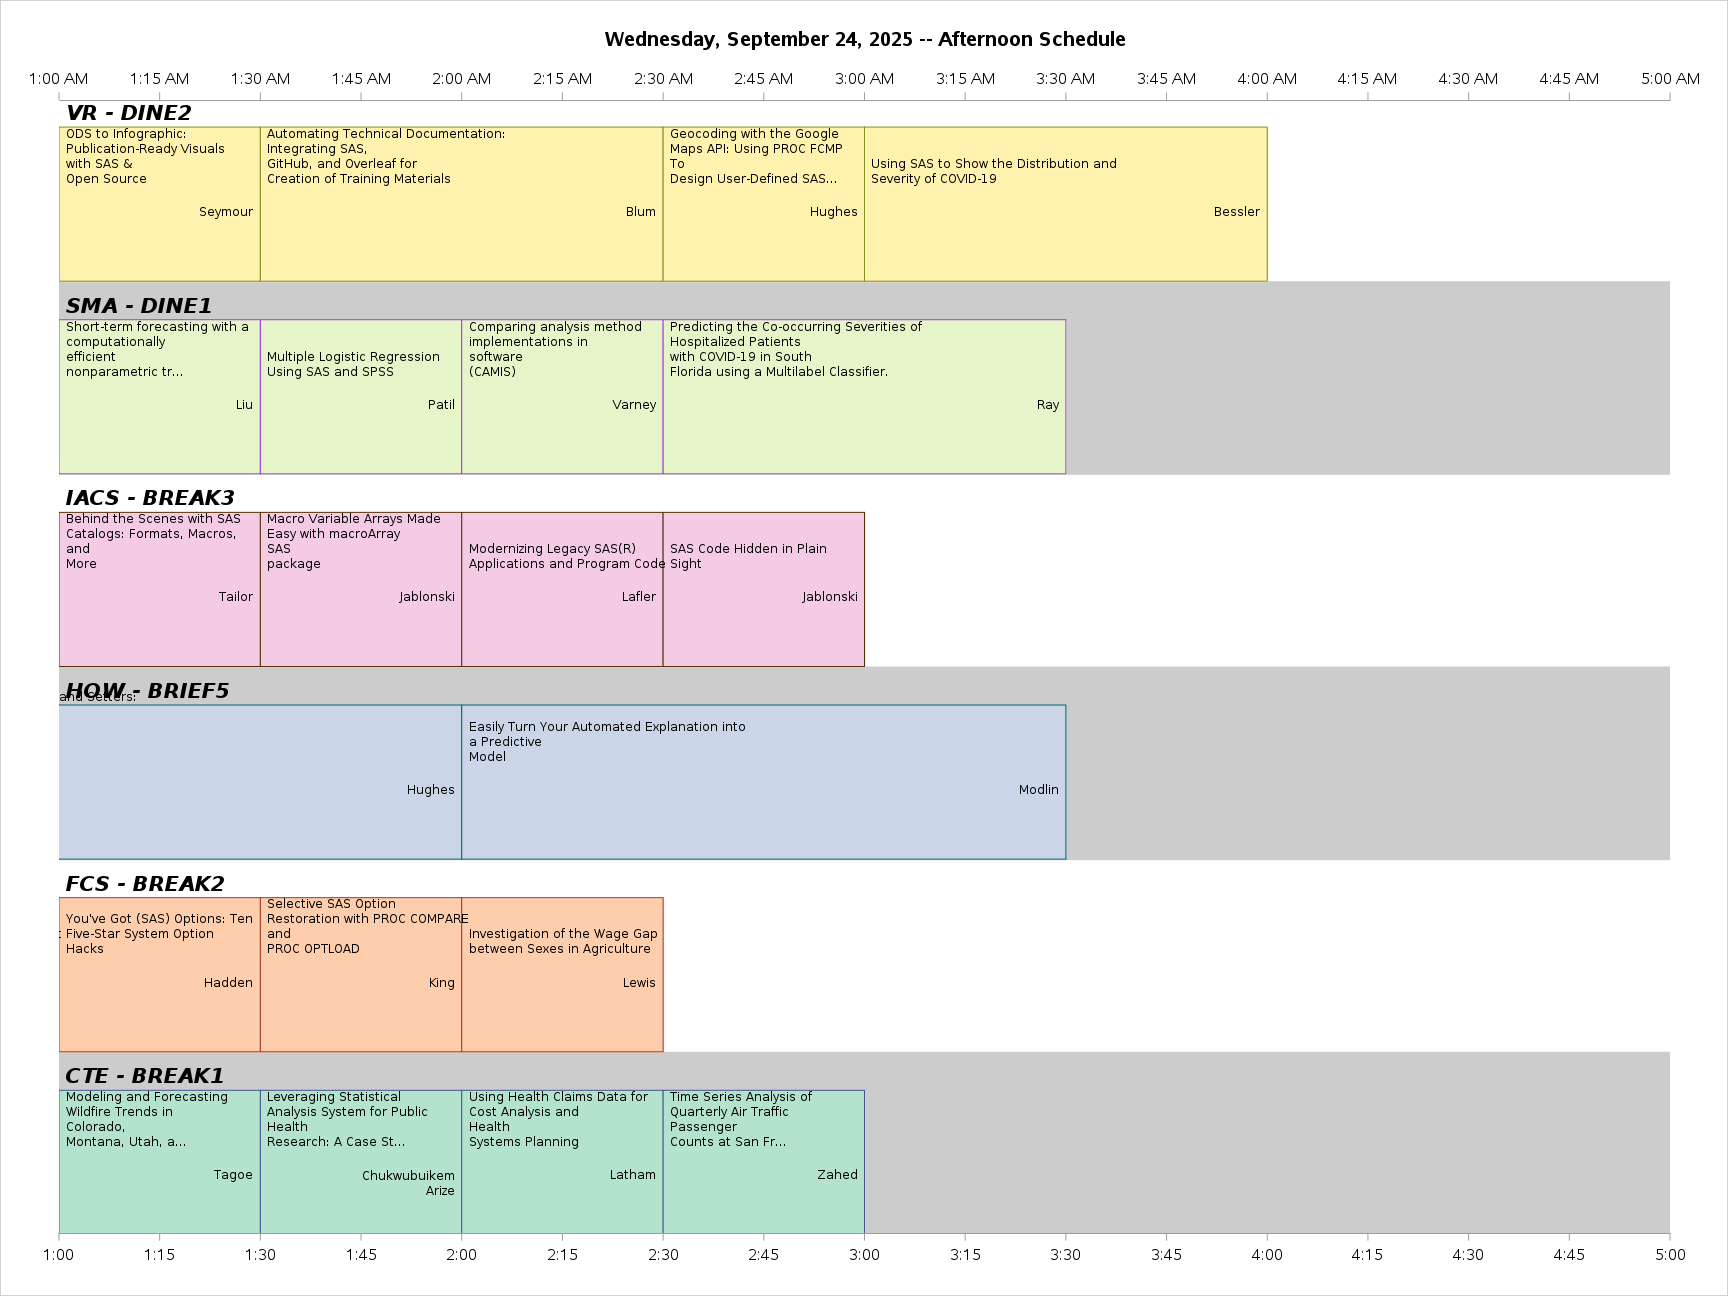 Wednesday, September 24, 2025 -- Afternoon Schedule
1:00 AM 1:15 AM 1:30 AM 1:45 AM 2:00 AM 2:15 AM 2:30 AM 2:45 AM 3:00 AM 3:15 AM 3:30 AM 3:45 AM 4:00 AM 4:15 AM 4:30 AM 4:45 AM 5:00 AM
VR - DINE2
ODS to Infographic:
Publication-Ready Visuals
with SAS &
Open Source
Seymour
Automating Technical Documentation:
Integrating SAS,
GitHub, and Overleaf for
Creation of Training Materials
Blum
Geocoding with the Google
Maps API: Using PROC FCMP
To
Design User-Defined SAS...
Hughes
Using SAS to Show the Distribution and
Severity of COVID-19
Bessler
SMA - DINE1
Short-term forecasting with a
computationally
efficient
nonparametric tr...
Liu
Multiple Logistic Regression
Using SAS and SPSS
Patil
Comparing analysis method
implementations in
software
(CAMIS)
Varney
Predicting the Co-occurring Severities of
Hospitalized Patients
with COVID-19 in South
Florida using a Multilabel Classifier.
Ray
IACS - BREAK3
Behind the Scenes with SAS
Catalogs: Formats, Macros,
and
More
Tailor
Macro Variable Arrays Made
Easy with macroArray
SAS
package
Jablonski
Modernizing Legacy SAS(R)
Applications and Program Code
Lafler
SAS Code Hidden in Plain
Sight
Jablonski
HOW - BRIEF5
and Setters:
Hughes
Easily Turn Your Automated Explanation into
a Predictive
Model
Modlin
FCS - BREAK2
You've Got (SAS) Options: Ten
Five-Star System Option
Hacks
Hadden
Selective SAS Option
Restoration with PROC COMPARE
and
PROC OPTLOAD
King
Investigation of the Wage Gap
between Sexes in Agriculture
Lewis
CTE - BREAK1
Modeling and Forecasting
Wildfire Trends in
Colorado,
Montana, Utah, a...
Tagoe
Leveraging Statistical
Analysis System for Public
Health
Research: A Case St...
Chukwubuikem
Arize
Using Health Claims Data for
Cost Analysis and
Health
Systems Planning
Latham
Time Series Analysis of
Quarterly Air Traffic
Passenger
Counts at San Fr...
Zahed
1:00 1:15 1:30 1:45 2:00 2:15 2:30 2:45 3:00 3:15 3:30 3:45 4:00 4:15 4:30 4:45 5:00